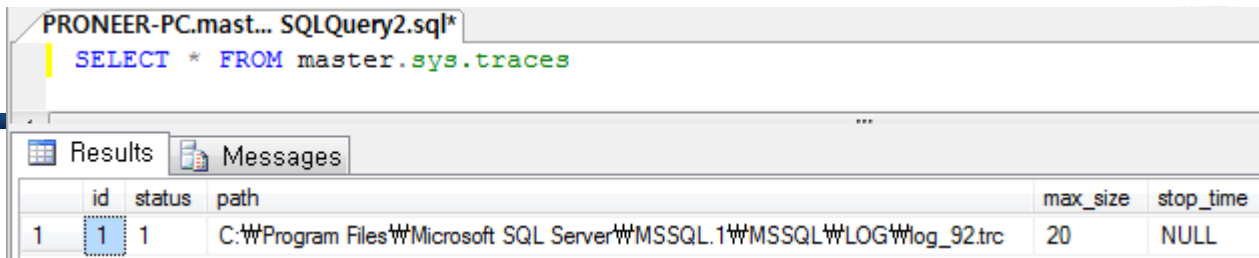 PRONEER-PC.mast... SQLQuery2.sql*
SELECT * FROM master.sys.traces
Results Messages
id status path max_size stop_time
1 1 1 C:₩Program Files₩Microsoft SQL Server₩MSSQL.1₩MSSQL₩LOG₩log_92.trc 20 NULL